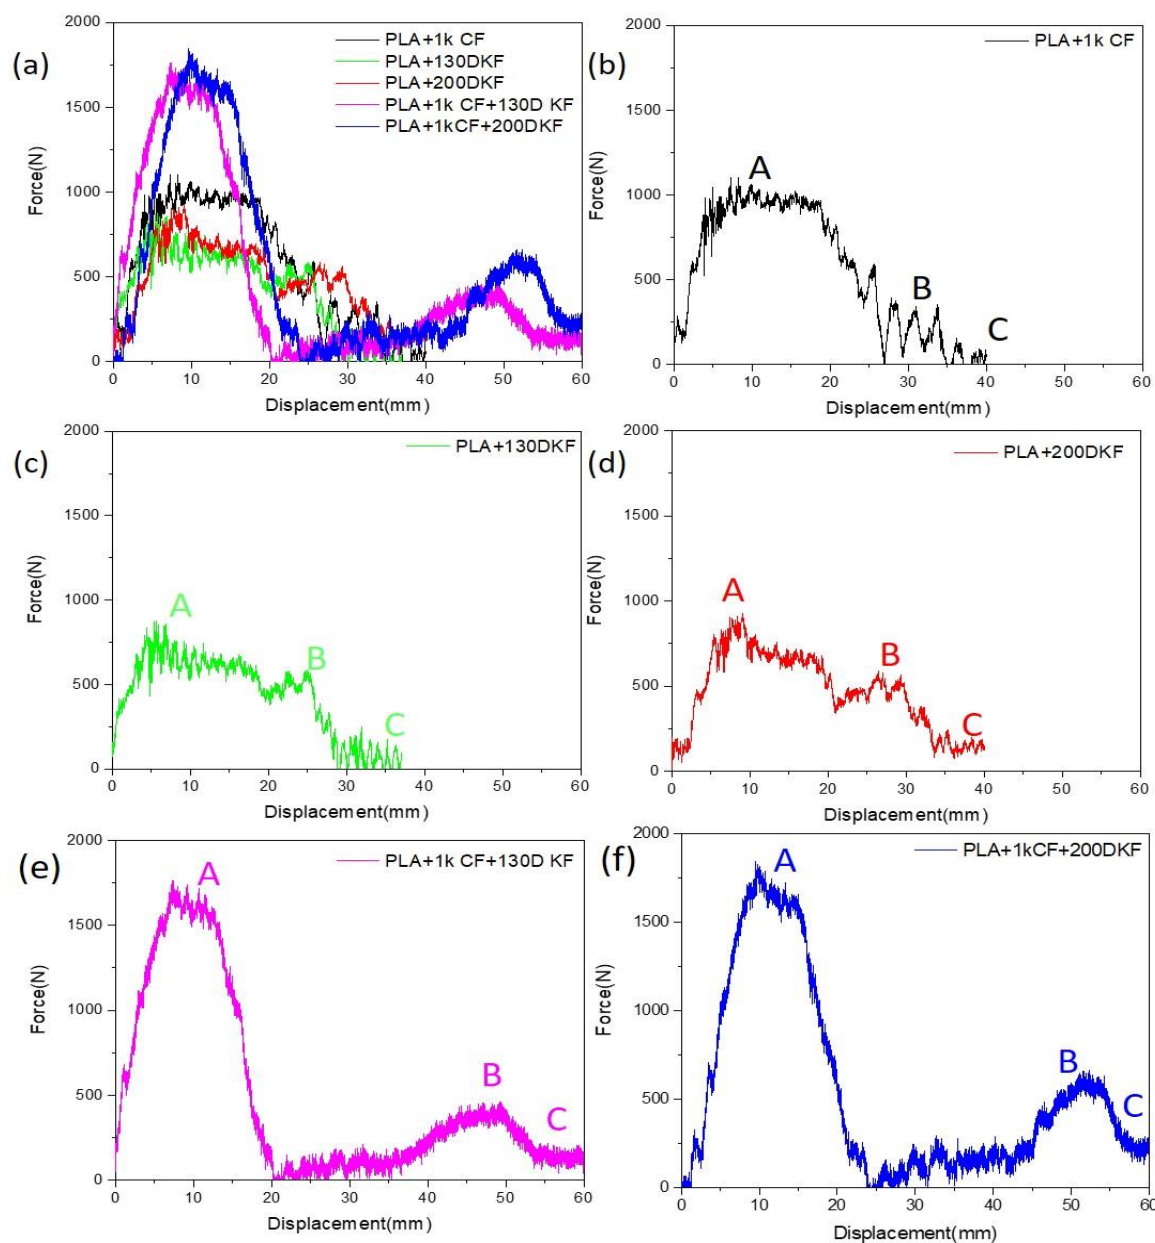 (a)
2000
1500
1000
500
0
Force(N)
PLA+1k CF
PLA+130DKF
PLA+200DKF
PLA+1k CF+130D KF
PLA+1kCF+200DKF
0 10 20 30 40 50 60
Displacement(mm)
(b)
2000
1500
1000
500
0
Force(N)
PLA+1k CF
A
B
C
0 10 20 30 40 50 60
Displacement(mm)
(c)
2000
1500
1000
500
0
Force(N)
PLA+130DKF
A
B
C
0 10 20 30 40 50 60
Displacement(mm)
(d)
2000
1500
1000
500
0
Force(N)
PLA+200DKF
A
B
C
0 10 20 30 40 50 60
Displacement(mm)
(e)
2000
1500
1000
500
0
Force(N)
PLA+1k CF+130D KF
A
B
C
0 10 20 30 40 50 60
Displacement(mm)
(f)
2000
1500
1000
500
0
Force(N)
PLA+1kCF+200DKF
A
B
C
0 10 20 30 40 50 60
Displacement(mm)